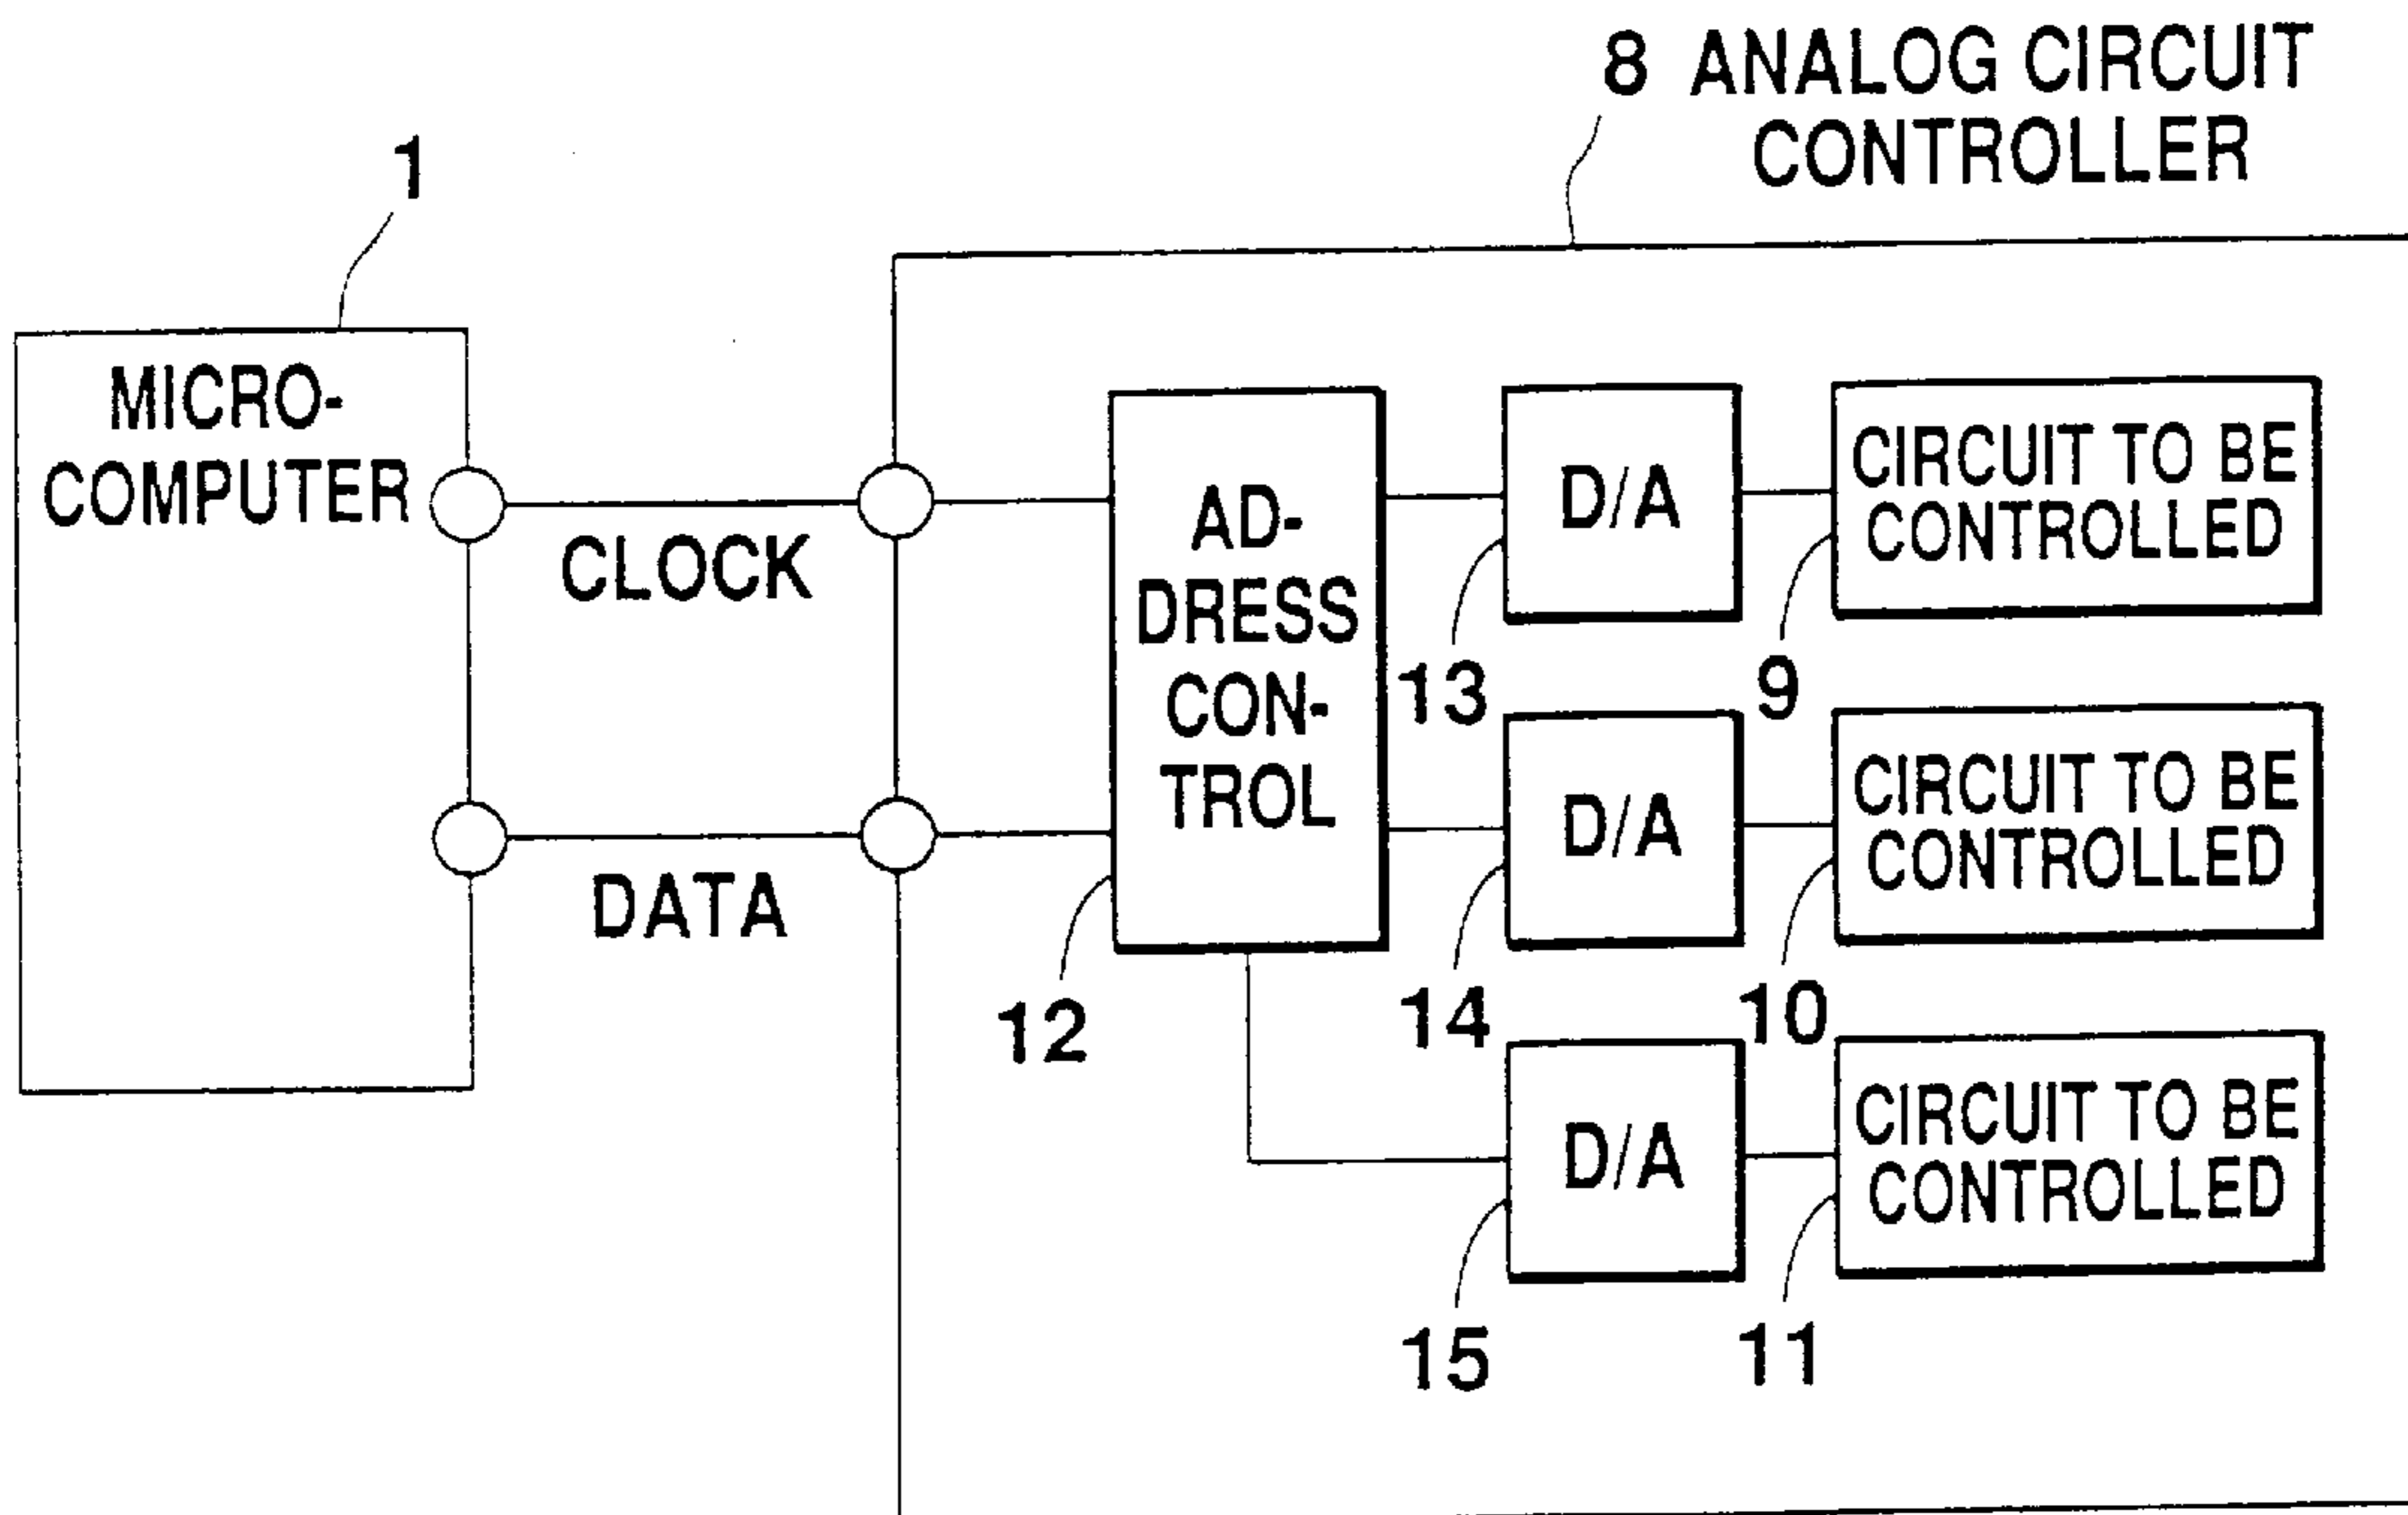 8 ANALOG CIRCUIT
CONTROLLER
1
MICRO-
COMPUTER
CLOCK
DATA
AD-
DRESS
CON-
TROL
12
D/A
13
CIRCUIT TO BE
CONTROLLED
9
D/A
14
CIRCUIT TO BE
CONTROLLED
10
D/A
15
CIRCUIT TO BE
CONTROLLED
11